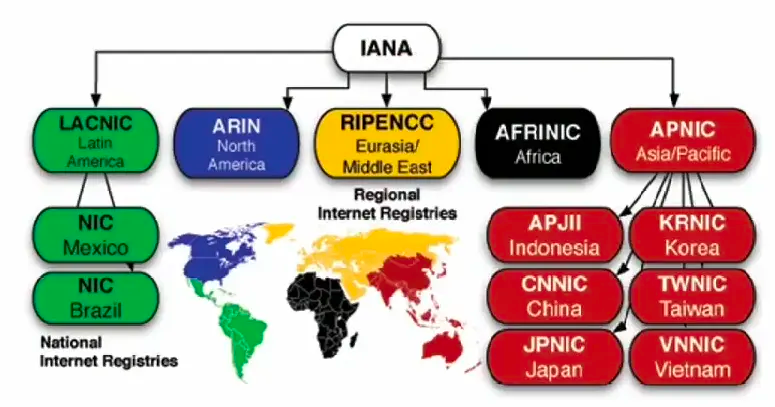 IANA
LACNIC
Latin
America
ARIN
North
America
RIPENCC
Eurasia/
Middle East
AFRINIC
Africa
APNIC
Asia/Pacific
Regional
Internet Registries
NIC
Mexico
NIC
Brazil
National
Internet Registries
APJII
Indonesia
KRNIC
Korea
CNNIC
China
TWNIC
Taiwan
JPNIC
Japan
VNNIC
Vietnam